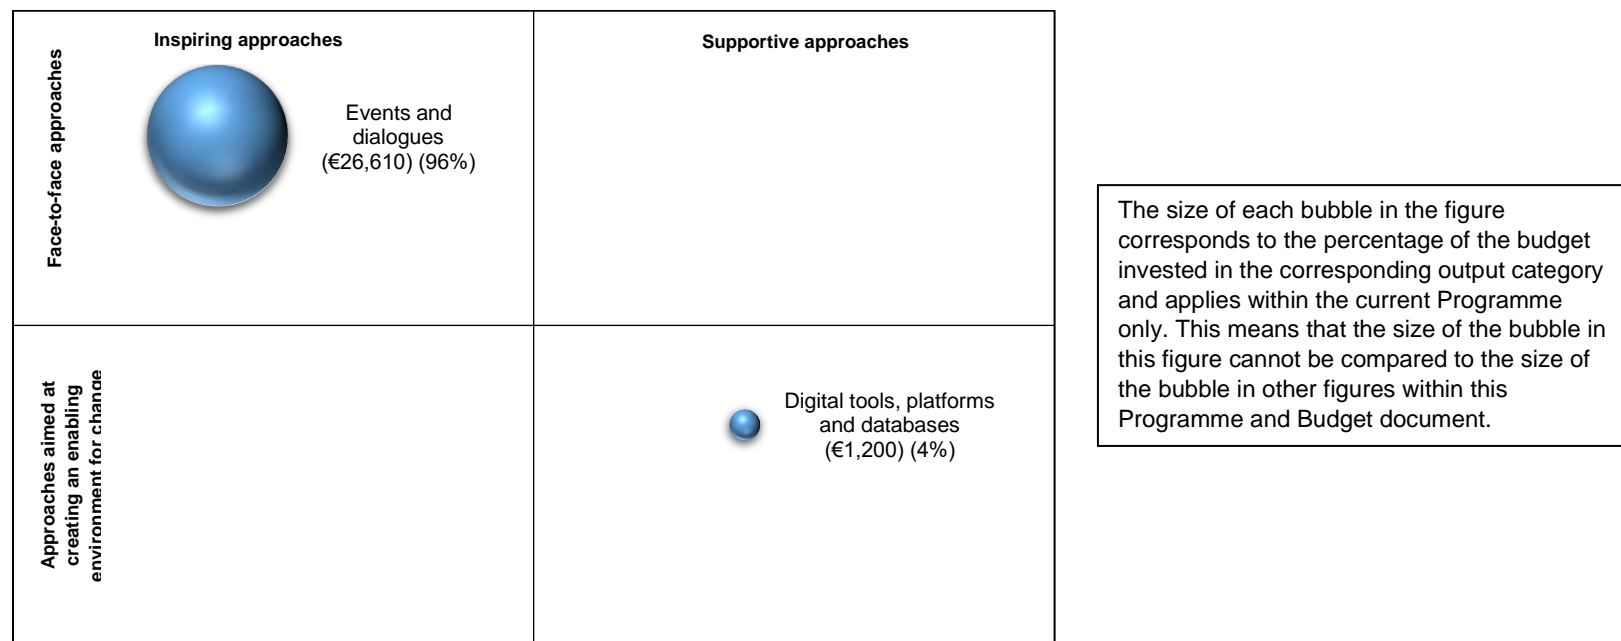 Inspiring approaches
Supportive approaches
Face-to-face approaches
Events and
dialogues
(€26,610) (96%)
Approaches aimed at
creating an enabling
environment for change
Digital tools, platforms
and databases
(€1,200) (4%)
The size of each bubble in the figure
corresponds to the percentage of the budget
invested in the corresponding output category
and applies within the current Programme
only. This means that the size of the bubble in
this figure cannot be compared to the size of
the bubble in other figures within this
Programme and Budget document.